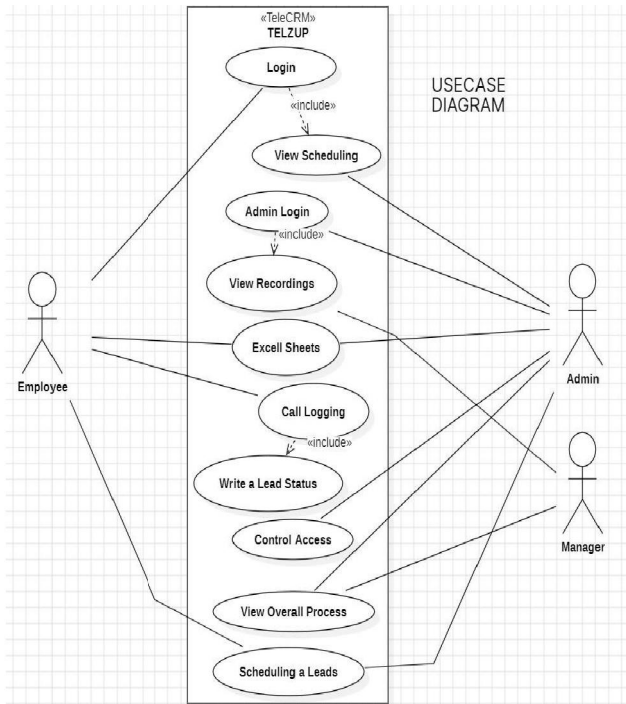 «TeleCRM»
TELZUP
Login
USECASE
DIAGRAM
«include»
View Scheduling
Admin Login
«include»
View Recordings
Excell Sheets
Employee
Admin
Call Logging
«include»
Write a Lead Status
Control Access
Manager
View Overall Process
Scheduling a Leads